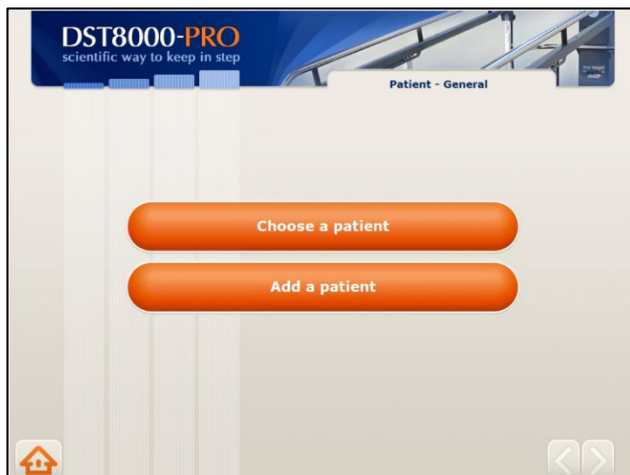 DST8000-PRO
scientific way to keep in step
Patient - General
Choose a patient
Add a patient